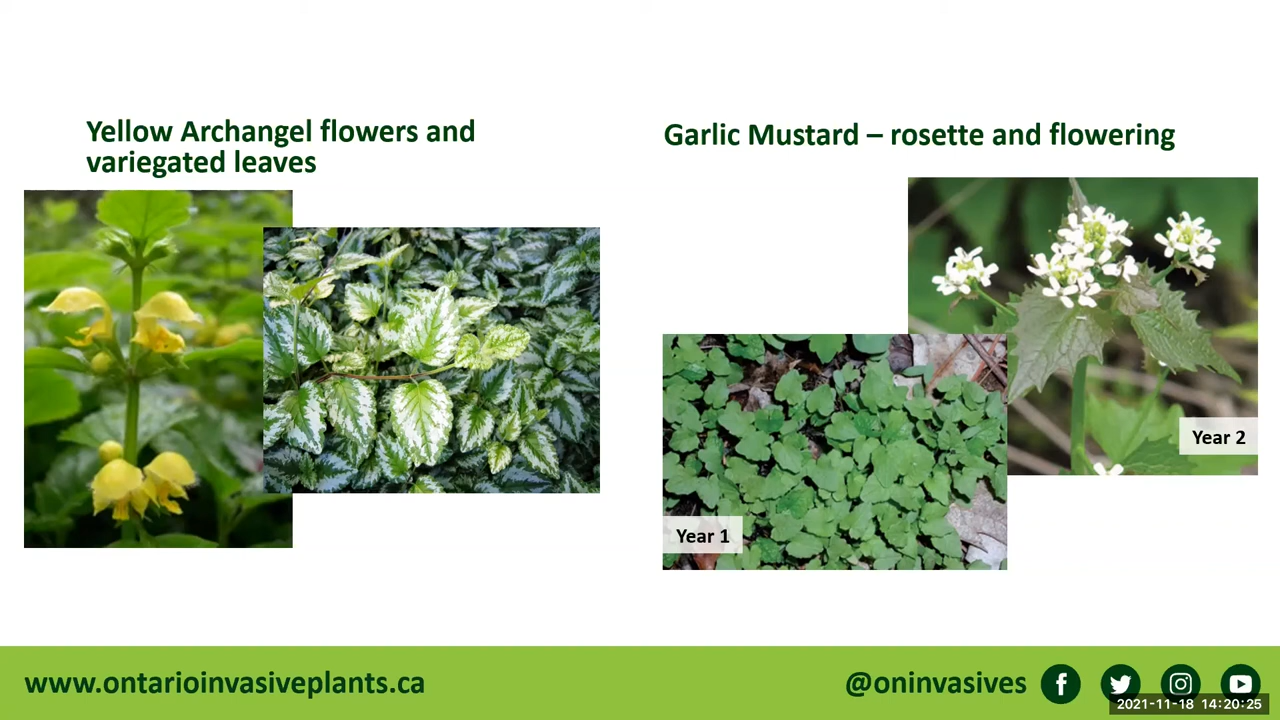 Yellow Archangel flowers and
variegated leaves
Garlic Mustard – rosette and flowering
Year 2
Year 1
www.ontarioinvasiveplants.ca
@oninvasives
2021-11-18 14:20:25